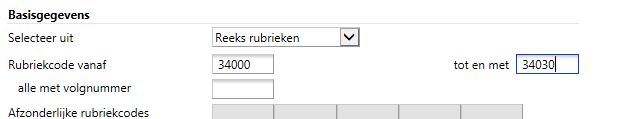 Basisgegevens
Selecteer uit Reeks rubrieken
Rubriekcode vanaf 34000 tot en met 34030
alle met volgnummer
Afzonderlijke rubriekcodes